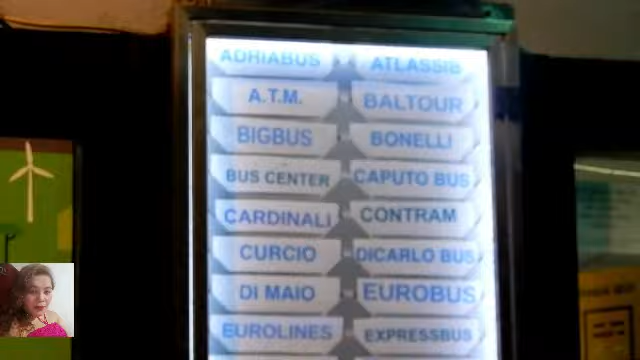 ADRIABUS ATLASSIB
A.T.M. BALTOUR
BIGBUS BONELLI
BUS CENTER CAPUTO BUS
CARDINALI CONTRAM
CURCIO DICARLO BUS
DI MAIO EUROBUS
EUROLINES EXPRESSBUS